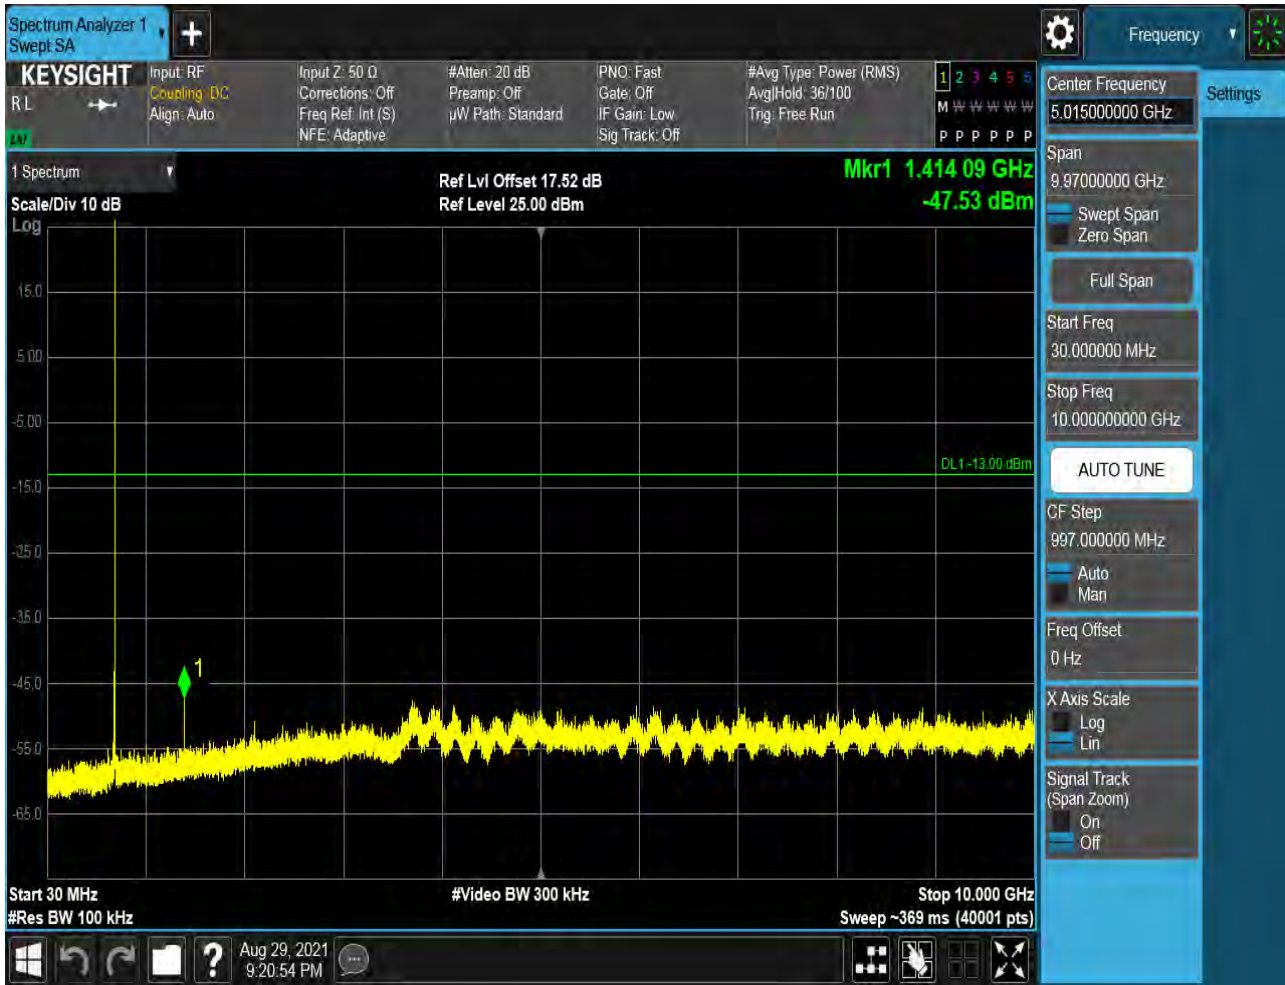 Spectrum Analyzer 1
Swept SA
Frequency
KEYSIGHT
R L
Input: RF
Coupling: DC
Align: Auto
Input Z: 50 Ω
Corrections: Off
Freq Ref: Int (S)
NFE: Adaptive
#Atten: 20 dB
Preamp: Off
µW Path: Standard
PNO: Fast
Gate: Off
IF Gain: Low
Sig Track: Off
#Avg Type: Power (RMS)
Avg|Hold: 36/100
Trig: Free Run
1 2 3 4 5 6
M W W W W W
P P P P P P
1 Spectrum
Scale/Div 10 dB
Log
Ref Lvl Offset 17.52 dB
Ref Level 25.00 dBm
Mkr1 1.414 09 GHz
-47.53 dBm
15.0
5.00
-5.00
-15.0
-25.0
-35.0
-45.0
-55.0
-65.0
DL1 -13.00 dBm
1
Start 30 MHz
#Res BW 100 kHz
#Video BW 300 kHz
Stop 10.000 GHz
Sweep ~369 ms (40001 pts)
Center Frequency
5.015000000 GHz
Settings
Span
9.97000000 GHz
Swept Span
Zero Span
Full Span
Start Freq
30.000000 MHz
Stop Freq
10.000000000 GHz
AUTO TUNE
CF Step
997.000000 MHz
Auto
Man
Freq Offset
0 Hz
X Axis Scale
Log
Lin
Signal Track
(Span Zoom)
On
Off
?
Aug 29, 2021
9:20:54 PM